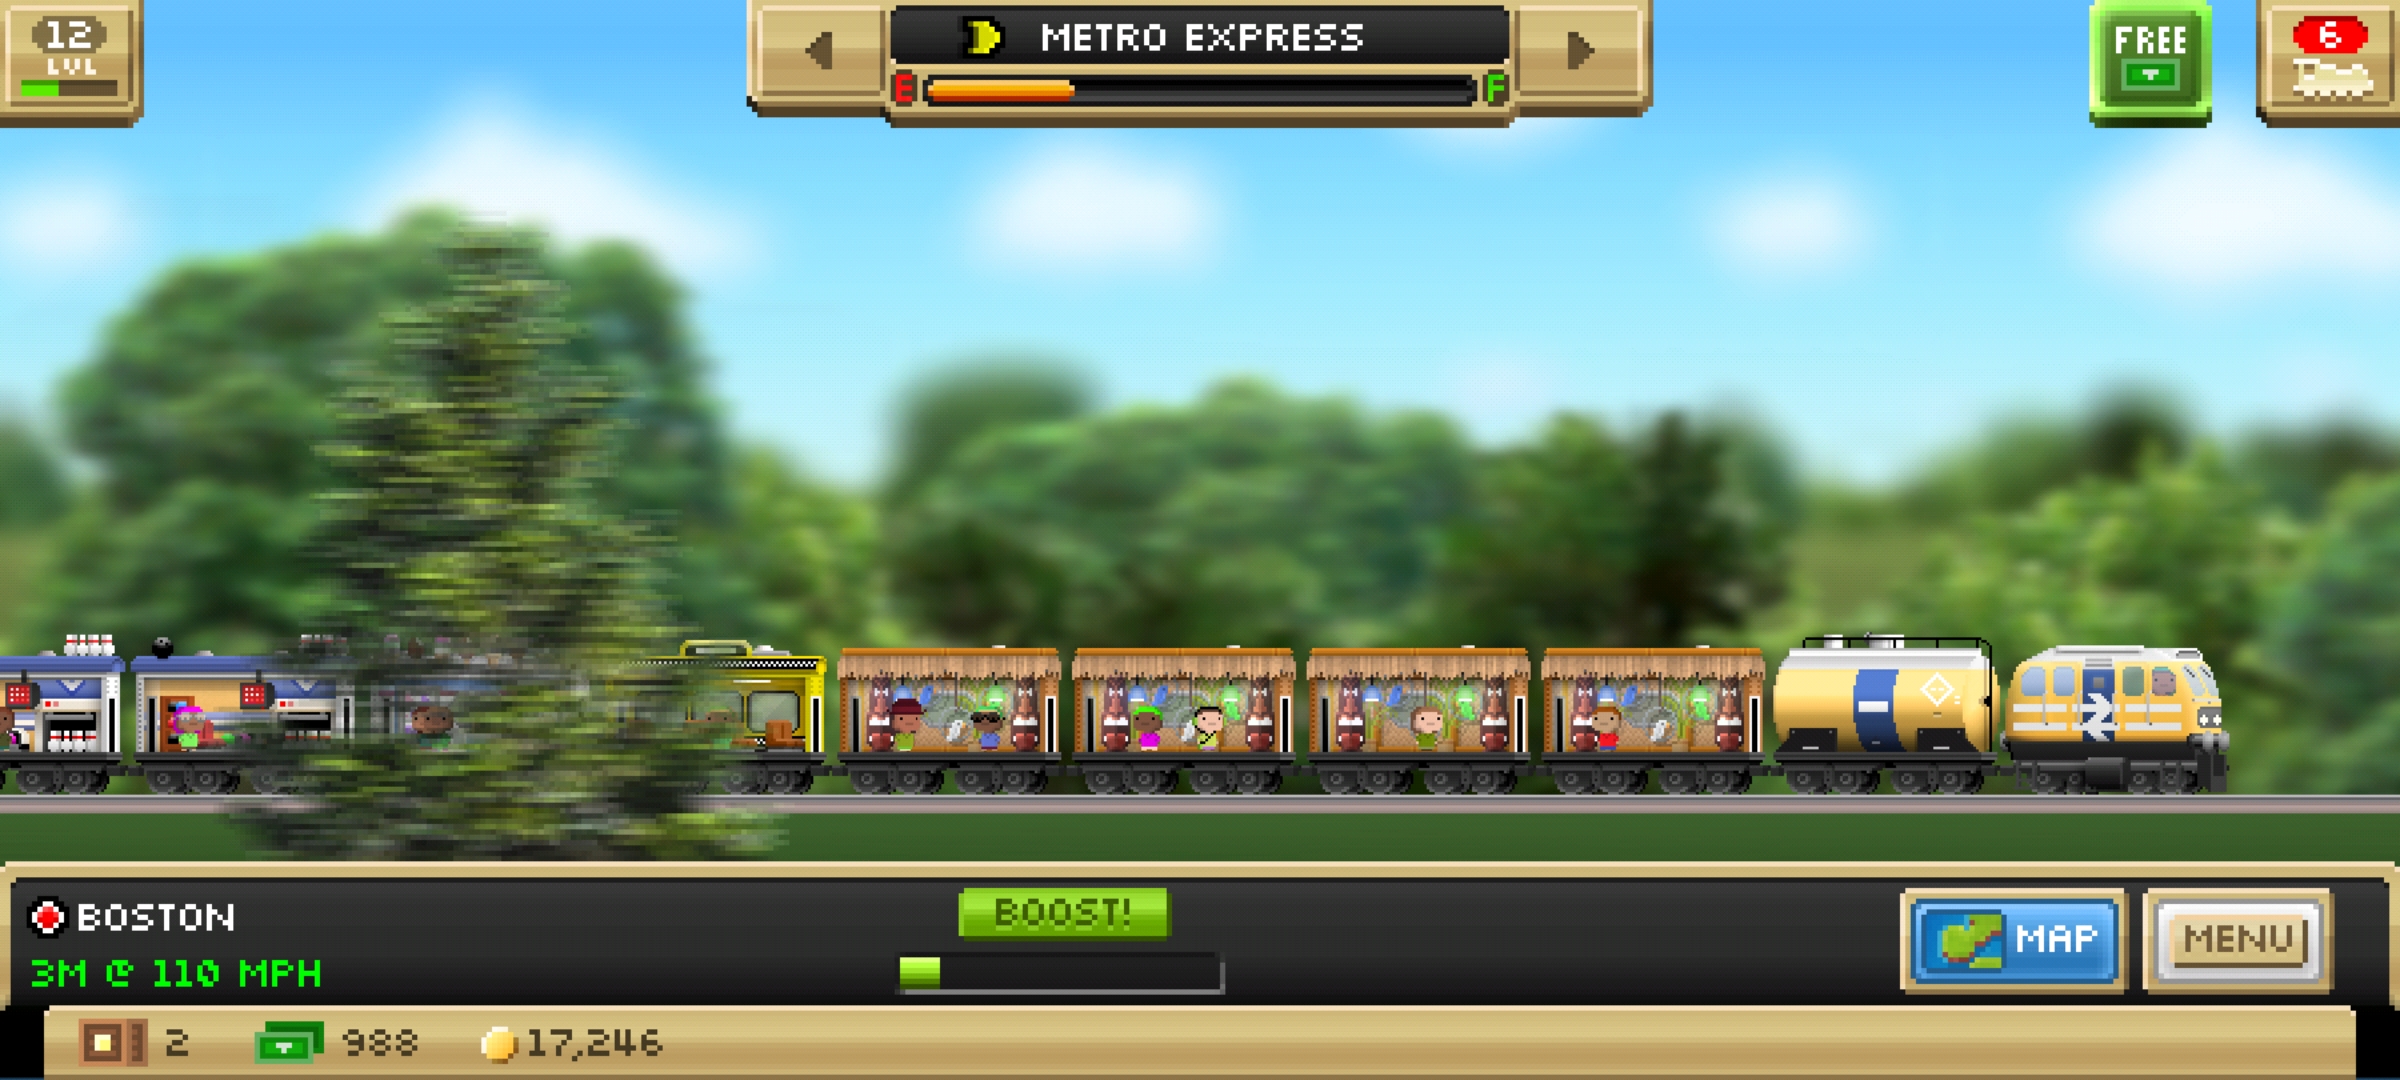 12
LVL
METRO EXPRESS
E
F
FREE
6
BOSTON
3M @ 110 MPH
BOOST!
MAP
MENU
2
988
17,246